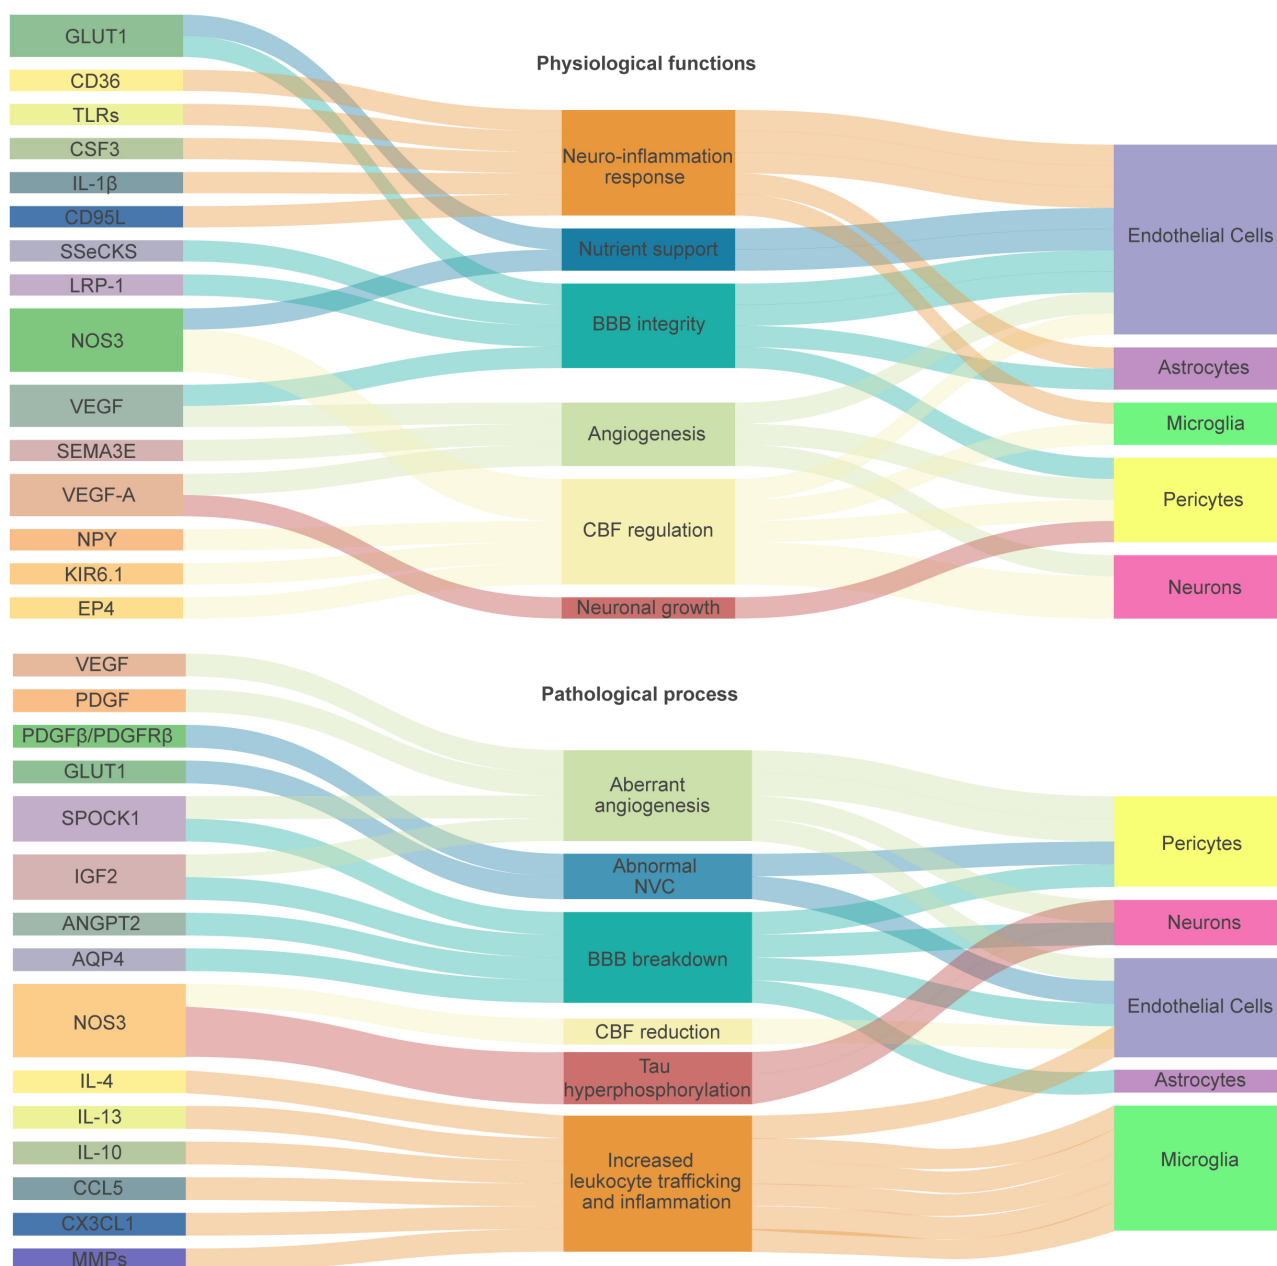 Physiological functions
GLUT1
CD36
TLRs
CSF3
IL-1β
CD95L
SSeCKS
LRP-1
NOS3
VEGF
SEMA3E
VEGF-A
NPY
KIR6.1
EP4
Neuro-inflammation
response
Nutrient support
BBB integrity
Angiogenesis
CBF regulation
Neuronal growth
Endothelial Cells
Astrocytes
Microglia
Pericytes
Neurons
Pathological process
VEGF
PDGF
PDGFβ/PDGFRβ
GLUT1
SPOCK1
IGF2
ANGPT2
AQP4
NOS3
IL-4
IL-13
IL-10
CCL5
CX3CL1
MMPs
Aberrant
angiogenesis
Abnormal
NVC
BBB breakdown
CBF reduction
Tau
hyperphosphorylation
Increased
leukocyte trafficking
and inflammation
Pericytes
Neurons
Endothelial Cells
Astrocytes
Microglia